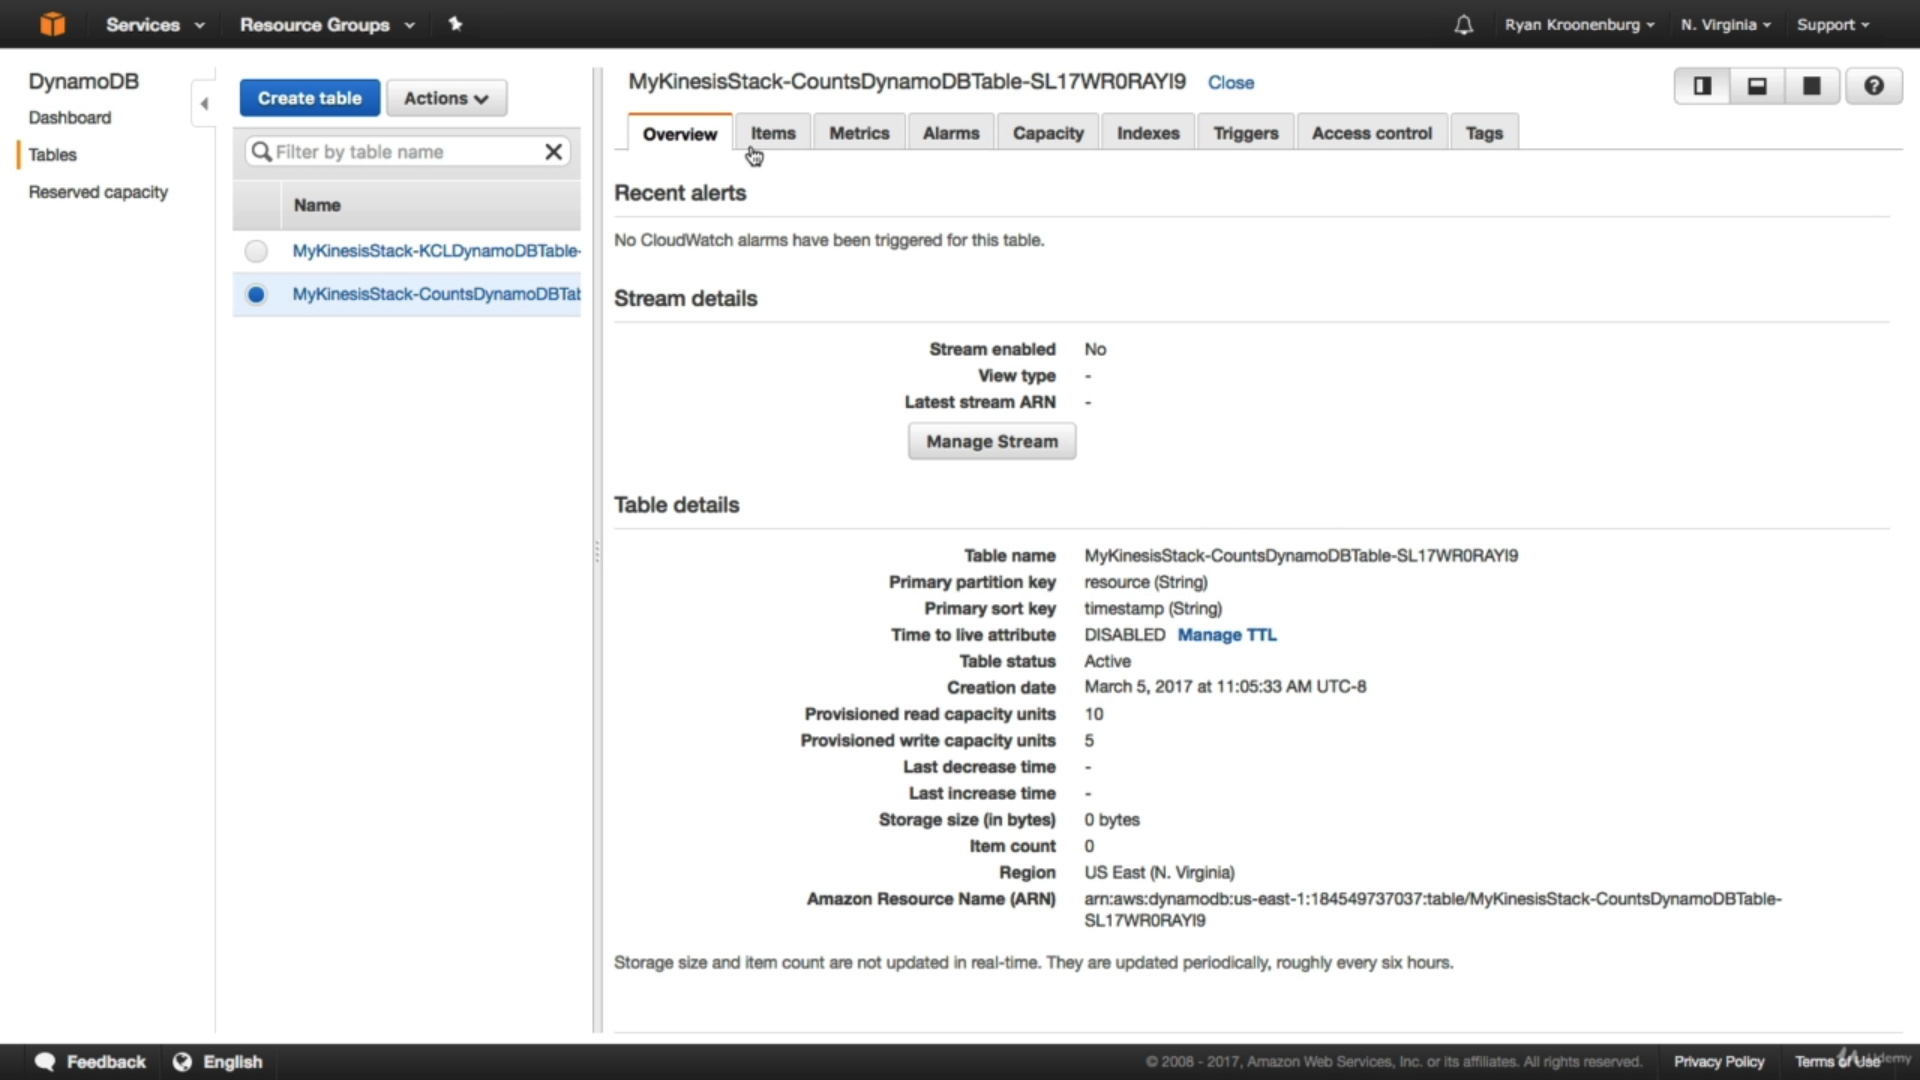 Services
Resource Groups
Ryan Kroonenburg
N. Virginia
Support
DynamoDB
Dashboard
Tables
Reserved capacity
Create table
Actions
Filter by table name
Name
MyKinesisStack-KCLDynamoDBTable-
MyKinesisStack-CountsDynamoDBTab
MyKinesisStack-CountsDynamoDBTable-SL17WR0RAYI9 Close
Overview
Items
Metrics
Alarms
Capacity
Indexes
Triggers
Access control
Tags
Recent alerts
No CloudWatch alarms have been triggered for this table.
Stream details
Stream enabled No
View type -
Latest stream ARN -
Manage Stream
Table details
Table name MyKinesisStack-CountsDynamoDBTable-SL17WR0RAYI9
Primary partition key resource (String)
Primary sort key timestamp (String)
Time to live attribute DISABLED Manage TTL
Table status Active
Creation date March 5, 2017 at 11:05:33 AM UTC-8
Provisioned read capacity units 10
Provisioned write capacity units 5
Last decrease time -
Last increase time -
Storage size (in bytes) 0 bytes
Item count 0
Region US East (N. Virginia)
Amazon Resource Name (ARN) arn:aws:dynamodb:us-east-1:184549737037:table/MyKinesisStack-CountsDynamoDBTable-
SL17WR0RAYI9
Storage size and item count are not updated in real-time. They are updated periodically, roughly every six hours.
Feedback
English
© 2008 - 2017, Amazon Web Services, Inc. or its affiliates. All rights reserved.
Privacy Policy
Terms of Use
Udemy